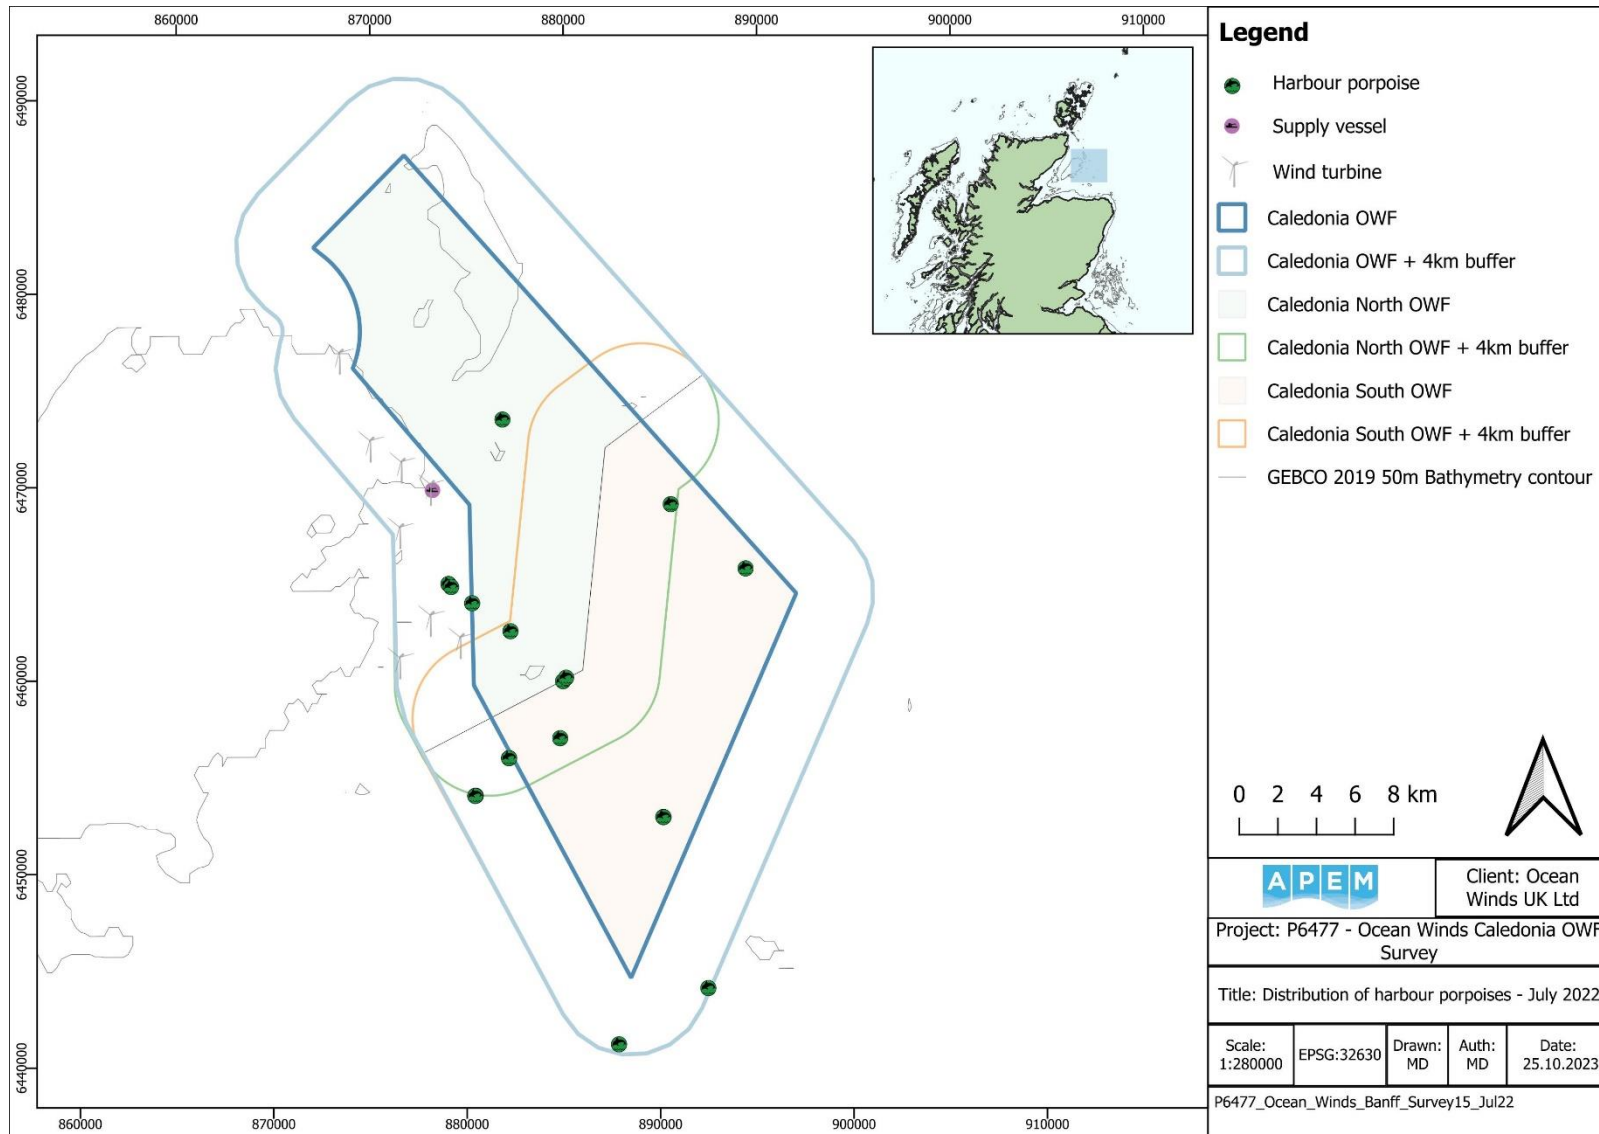 860000 870000 880000 890000 900000 910000
6490000
6480000
6470000
6460000
6450000
6440000
860000 870000 880000 890000 900000 910000
Legend
Harbour porpoise
Supply vessel
Wind turbine
Caledonia OWF
Caledonia OWF + 4km buffer
Caledonia North OWF
Caledonia North OWF + 4km buffer
Caledonia South OWF
Caledonia South OWF + 4km buffer
GEBCO 2019 50m Bathymetry contour
0 2 4 6 8 km
APEM
Client: Ocean
Winds UK Ltd
Project: P6477 - Ocean Winds Caledonia OWF
Survey
Title: Distribution of harbour porpoises - July 2022
Scale:
1:280000
EPSG:32630
Drawn:
MD
Auth:
MD
Date:
25.10.2023
P6477_Ocean_Winds_Banff_Survey15_Jul22